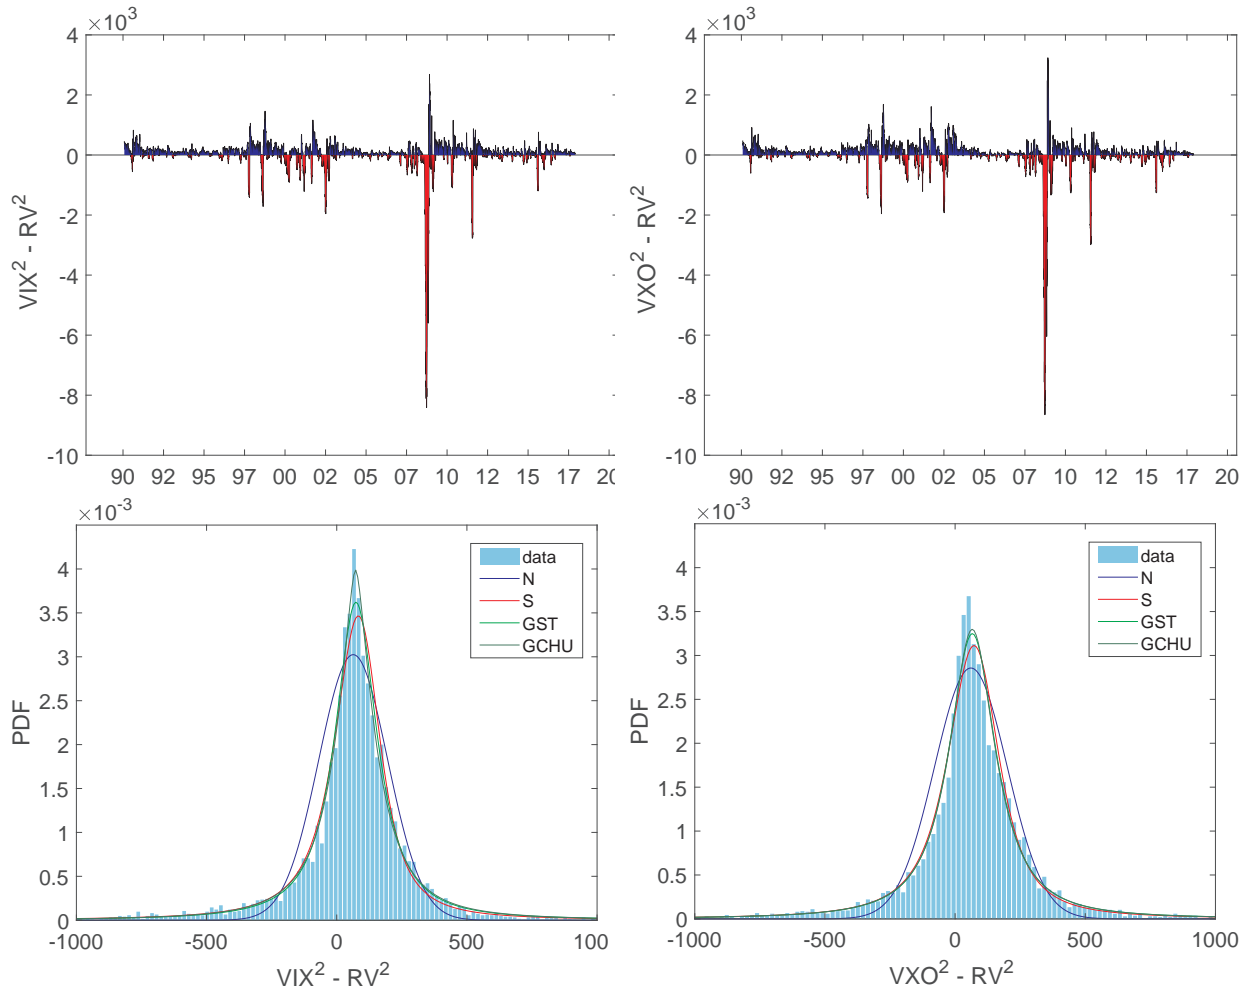 ×10³
4
2
0
-2
-4
-6
-8
-10
VIX² - RV²
90 92 95 97 00 02 05 07 10 12 15 17 20
×10³
4
2
0
-2
-4
-6
-8
-10
VXO² - RV²
90 92 95 97 00 02 05 07 10 12 15 17 20
×10⁻³
4
3.5
3
2.5
2
1.5
1
0.5
0
PDF
data
N
S
GST
GCHU
-1000 -500 0 500 100
VIX² - RV²
×10⁻³
4
3.5
3
2.5
2
1.5
1
0.5
0
PDF
data
N
S
GST
GCHU
-1000 -500 0 500 1000
VXO² - RV²